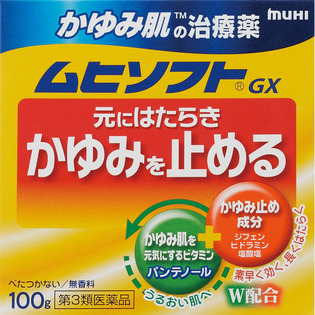 muHI
かゆみ肌™の治療薬
ムヒソフト®GX
元にはたらき
かゆみを止める
かゆみ肌を
元気にするビタミン
パンテノール
うるおい肌へ
+
かゆみ止め
成分
ジフェン
ヒドラミン
塩酸塩
素早く効く、長くはたらく
W配合
べたつかない/無香料
100g 第3類医薬品